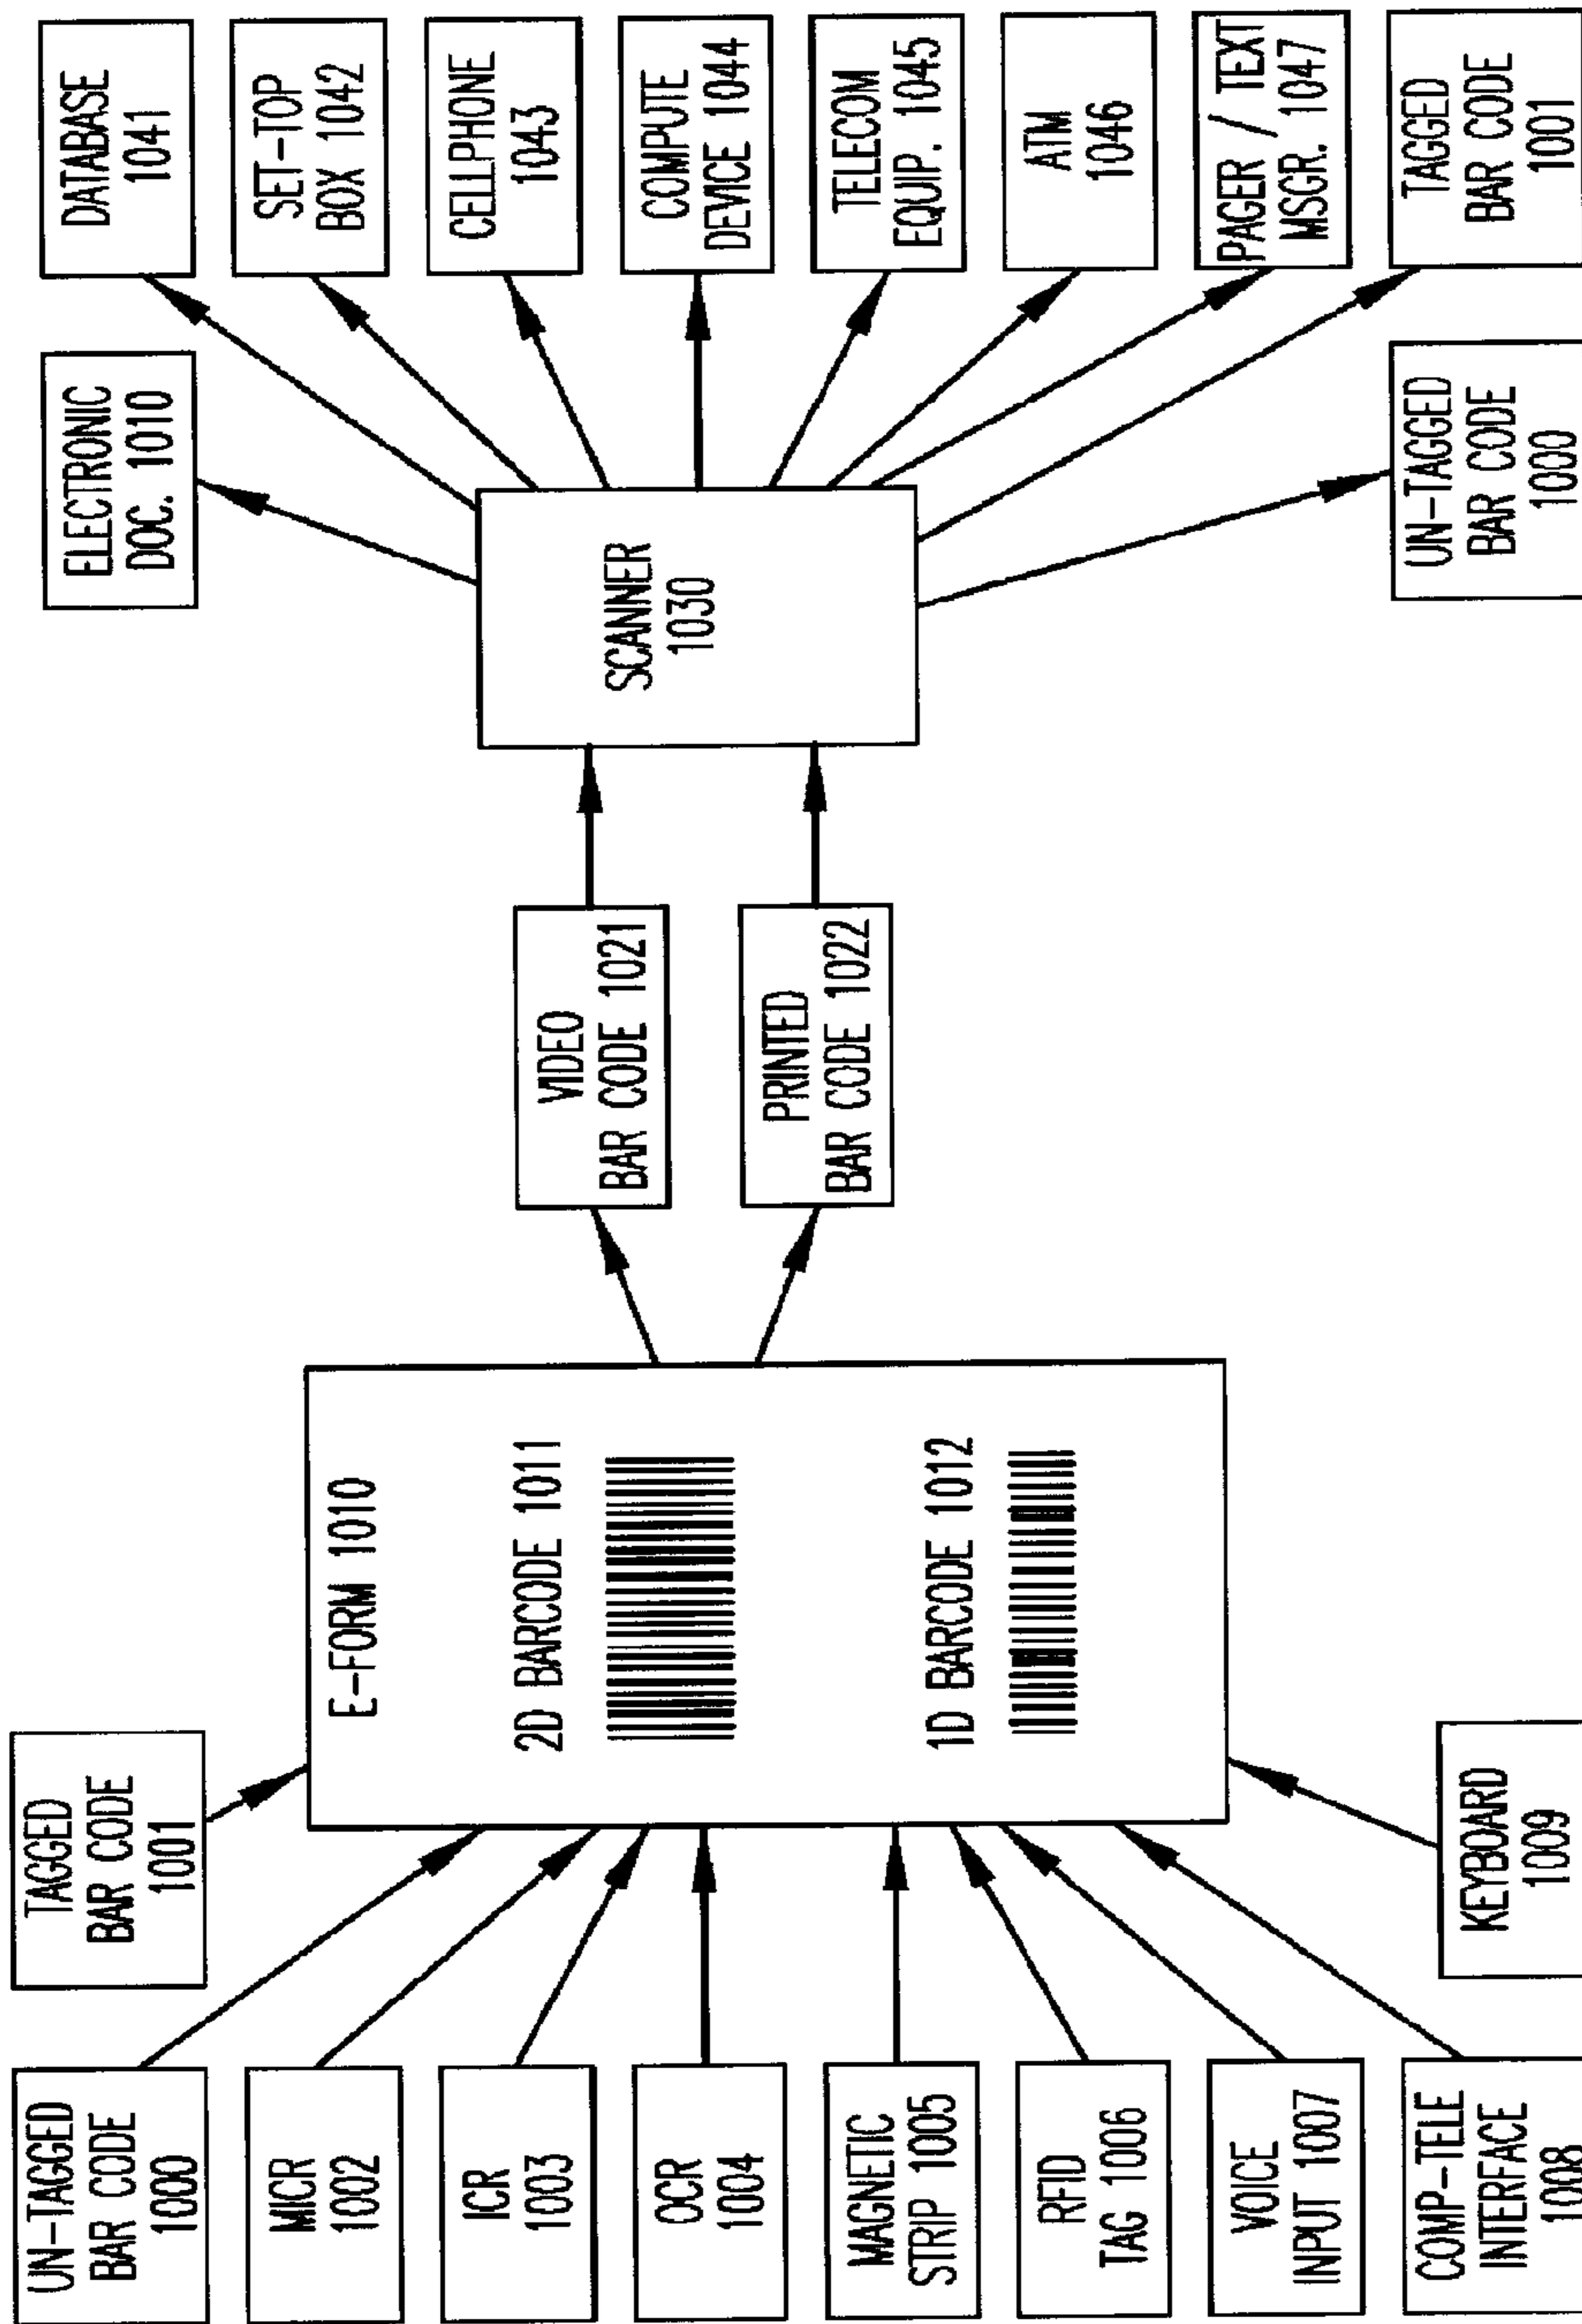 UN-TAGGED
BAR CODE
1000
TAGGED
BAR CODE
1001
MICR
1002
ICR
1003
OCR
1004
MAGNETIC
STRIP 1005
RFID
TAG 1006
VOICE
INPUT 1007
COMP-TELE
INTERFACE
1008
KEYBOARD
1009
E-FORM 1010
2D BARCODE 1011
1D BARCODE 1012
VIDEO
BAR CODE 1021
PRINTED
BAR CODE 1022
SCANNER
1030
ELECTRONIC
DOC. 1010
DATABASE
1041
SET-TOP
BOX 1042
CELLPHONE
1043
COMPUTE
DEVICE 1044
TELECOM
EQUIP. 1045
ATM
1046
PAGER / TEXT
MSGR. 1047
TAGGED
BAR CODE
1001
UN-TAGGED
BAR CODE
1000